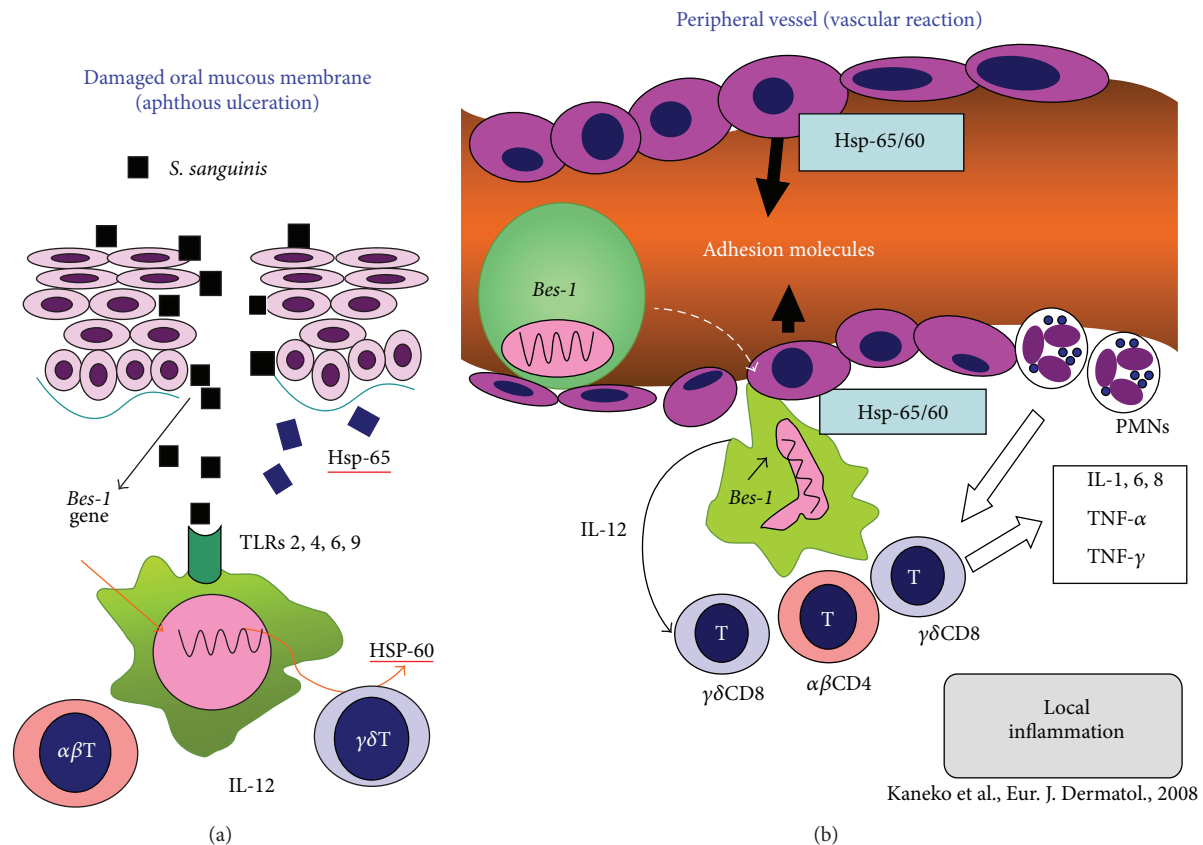 Damaged oral mucous membrane
(aphthous ulceration)
S. sanguinis
Hsp-65
Bes-1
gene
TLRs 2, 4, 6, 9
HSP-60
αβT
γδT
IL-12
(a)
Peripheral vessel (vascular reaction)
Hsp-65/60
Adhesion molecules
Bes-1
Hsp-65/60
PMNs
Bes-1
IL-12
IL-1, 6, 8
TNF-α
TNF-γ
T
T
T
γδCD8
αβCD4
γδCD8
Local
inflammation
Kaneko et al., Eur. J. Dermatol., 2008
(b)